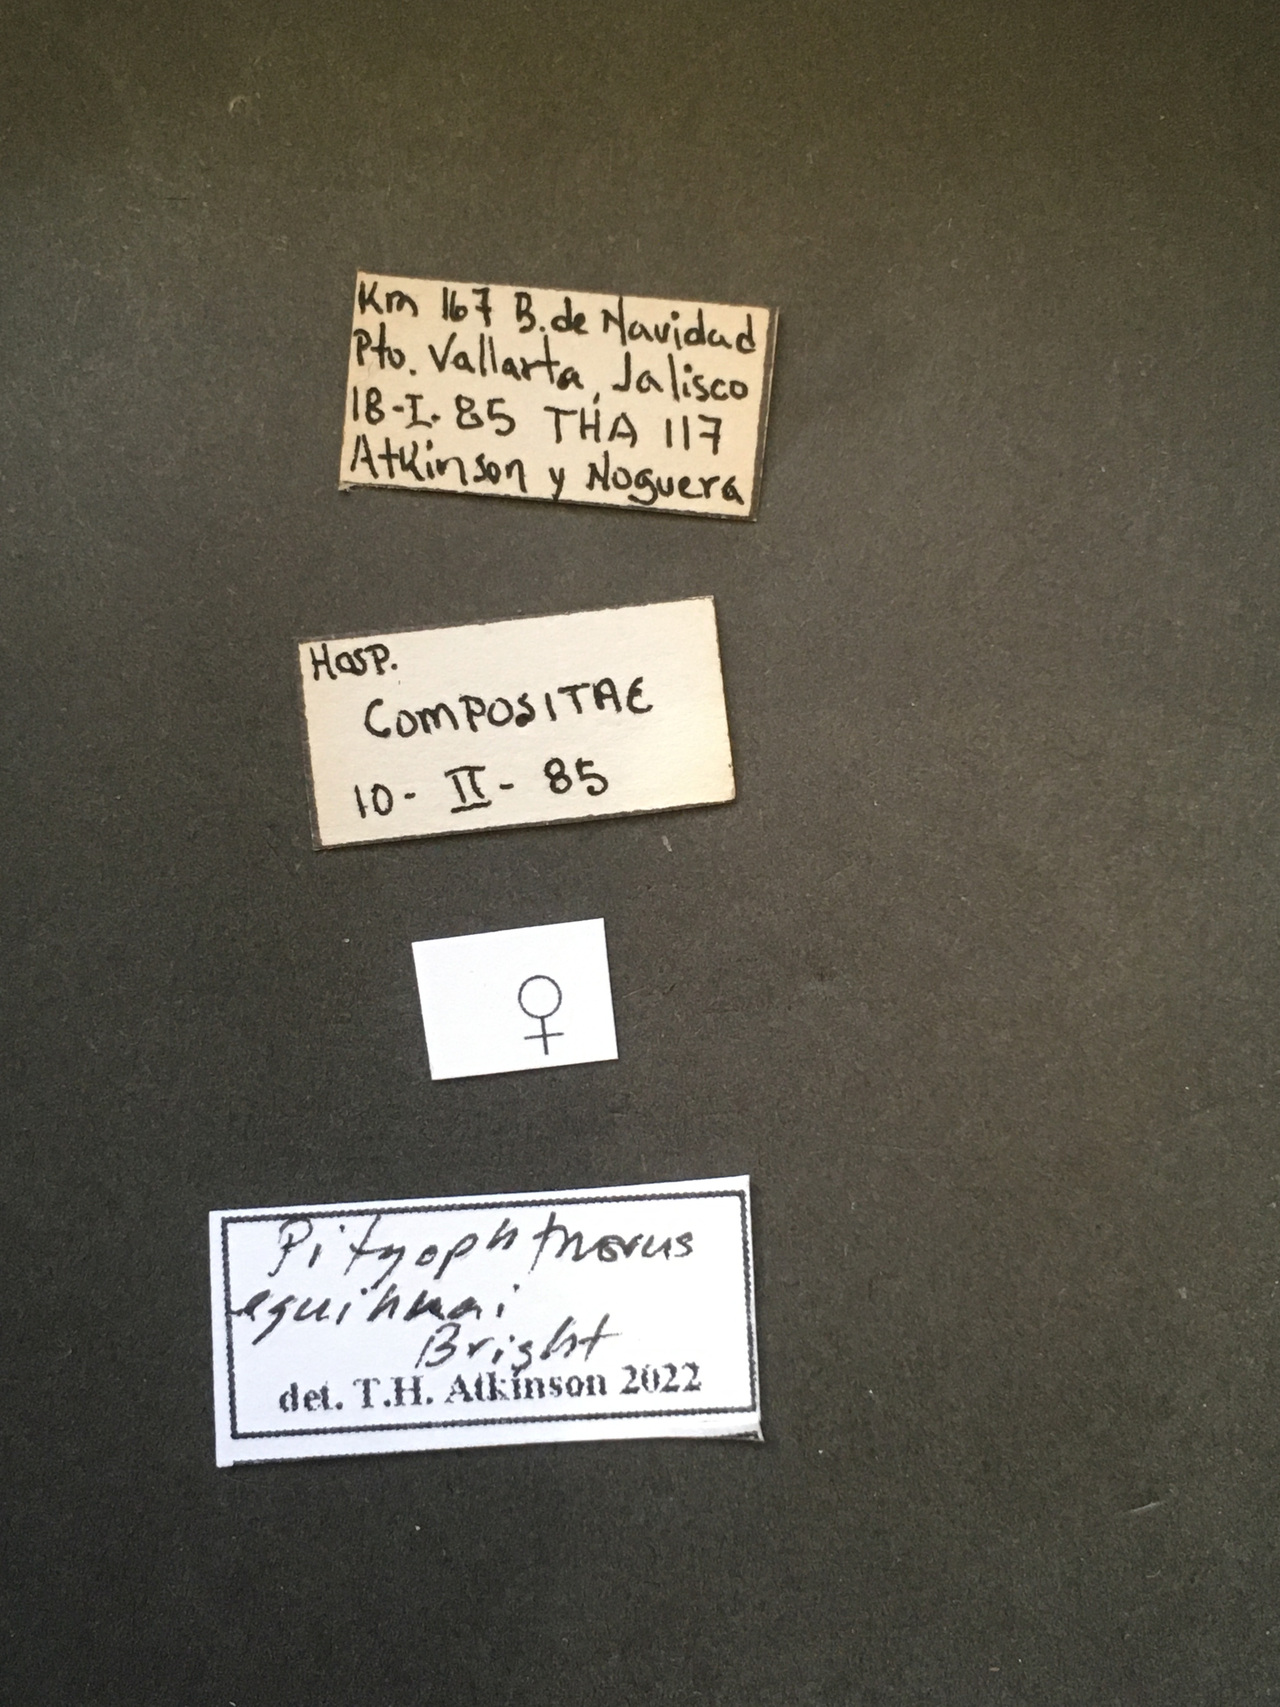 Km 167 B. de Navidad
Pto. Vallarta, Jalisco
18-I-85 THA 117
Atkinson y Noguera
Hosp.
COMPOSITAE
10-II-85
♀
Pityophthorus
equihuai
Bright
det. T.H. Atkinson 2022